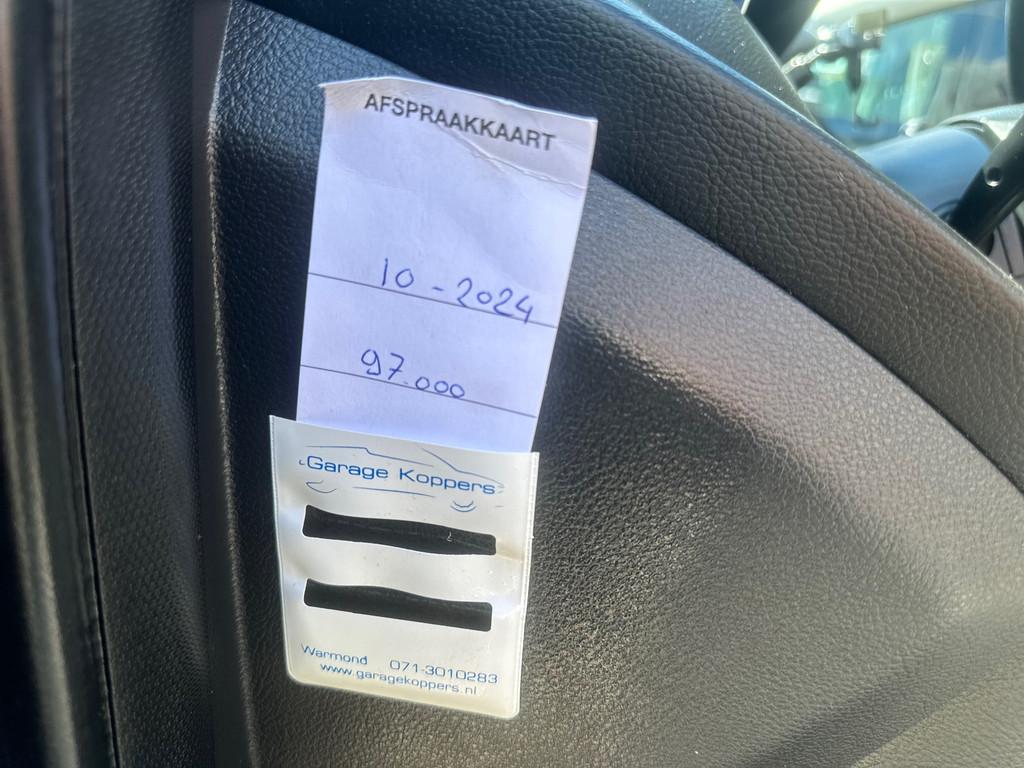 AFSPRAAKKAART
10-2024
97.000
Garage Koppers
Warmond 071-3010283
www.garagekoppers.nl